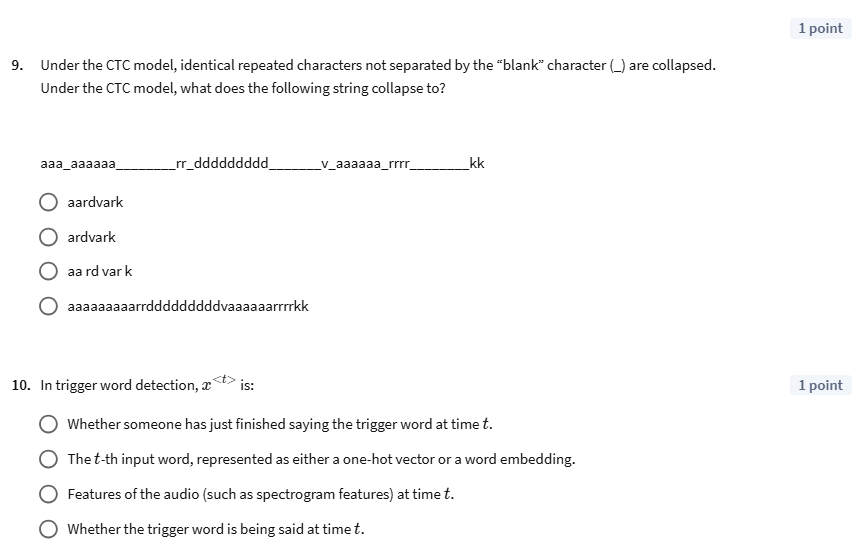 1 point
9. Under the CTC model, identical repeated characters not separated by the “blank” character (_) are collapsed.
Under the CTC model, what does the following string collapse to?
aaa_aaaaaa________rr_ddddddddd_______v_aaaaaa_rrrr________kk
aardvark
ardvark
aa rd var k
aaaaaaaaarrdddddddddvaaaaaarrrrkk
10. In trigger word detection, x^{<t>} is:
1 point
Whether someone has just finished saying the trigger word at time t.
The t-th input word, represented as either a one-hot vector or a word embedding.
Features of the audio (such as spectrogram features) at time t.
Whether the trigger word is being said at time t.